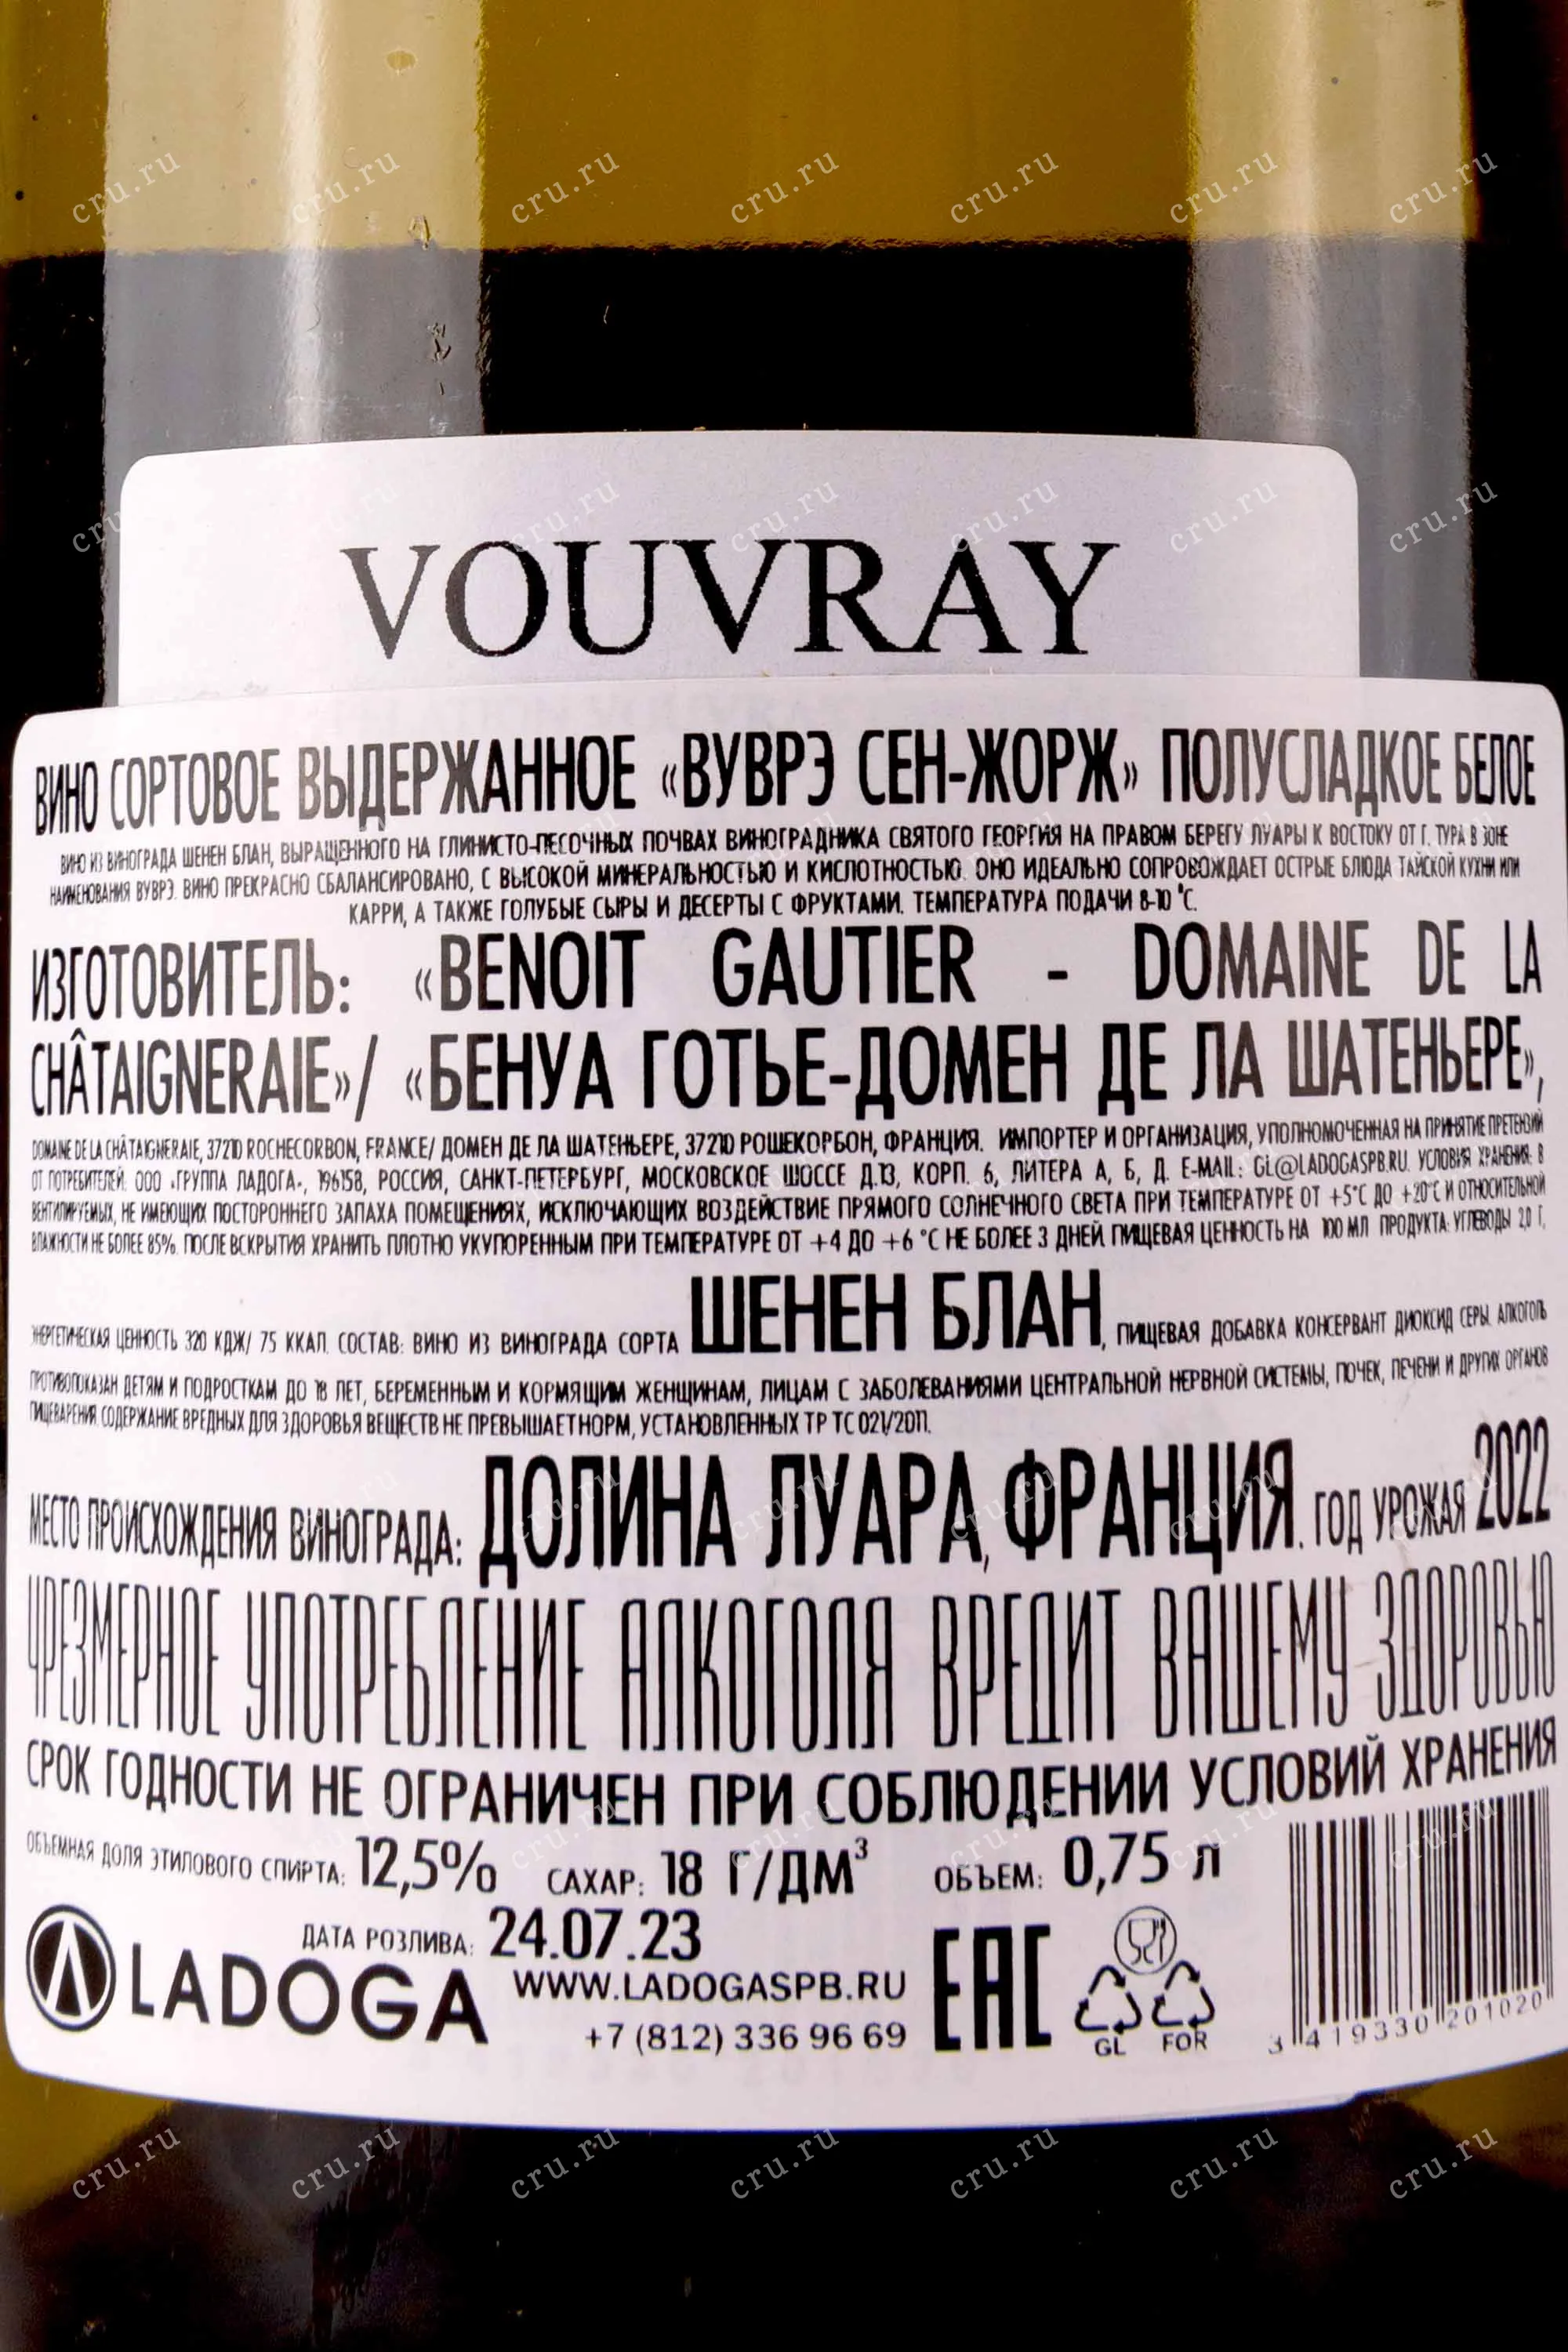 VOUVRAY
ВИНО СОРТОВОЕ ВЫДЕРЖАННОЕ «ВУВРЭ СЕН-ЖОРЖ» ПОЛУСЛАДКОЕ БЕЛОЕ
ВИНО ИЗ ВИНОГРАДА ШЕНЕН БЛАН, ВЫРАЩЕННОГО НА ГЛИНИСТО-ПЕСОЧНЫХ ПОЧВАХ ВИНОГРАДНИКА СВЯТОГО ГЕОРГИЯ НА ПРАВОМ БЕРЕГУ ЛУАРЫ К ВОСТОКУ ОТ Г. ТУРА В ЗОНЕ
НАИМЕНОВАНИЯ ВУВРЭ. ВИНО ПРЕКРАСНО СБАЛАНСИРОВАНО, С ВЫСОКОЙ МИНЕРАЛЬНОСТЬЮ И КИСЛОТНОСТЬЮ. ОНО ИДЕАЛЬНО СОПРОВОЖДАЕТ ОСТРЫЕ БЛЮДА ТАЙСКОЙ КУХНИ ИЛИ
КАРРИ, А ТАКЖЕ ГОЛУБЫЕ СЫРЫ И ДЕСЕРТЫ С ФРУКТАМИ. ТЕМПЕРАТУРА ПОДАЧИ 8-10 °C.
ИЗГОТОВИТЕЛЬ: «BENOIT GAUTIER - DOMAINE DE LA
CHÂTAIGNERAIE»/ «БЕНУА ГОТЬЕ-ДОМЕН ДЕ ЛА ШАТЕНЬЕРЕ»,
DOMAINE DE LA CHÂTAIGNERAIE, 37210 ROCHECORBON, FRANCE/ ДОМЕН ДЕ ЛА ШАТЕНЬЕРЕ, 37210 РОШЕКОРБОН, ФРАНЦИЯ. ИМПОРТЕР И ОРГАНИЗАЦИЯ, УПОЛНОМОЧЕННАЯ НА ПРИНЯТИЕ ПРЕТЕНЗИЙ
ОТ ПОТРЕБИТЕЛЕЙ: ООО «ГРУППА ЛАДОГА», 196158, РОССИЯ, САНКТ-ПЕТЕРБУРГ, МОСКОВСКОЕ ШОССЕ Д.13, КОРП. 6, ЛИТЕРА А, Б, Д. E-MAIL: GL@LADOGASPB.RU. УСЛОВИЯ ХРАНЕНИЯ: В
ВЕНТИЛИРУЕМЫХ, НЕ ИМЕЮЩИХ ПОСТОРОННЕГО ЗАПАХА ПОМЕЩЕНИЯХ, ИСКЛЮЧАЮЩИХ ВОЗДЕЙСТВИЕ ПРЯМОГО СОЛНЕЧНОГО СВЕТА ПРИ ТЕМПЕРАТУРЕ ОТ +5°C ДО +20°C И ОТНОСИТЕЛЬНОЙ
ВЛАЖНОСТИ НЕ БОЛЕЕ 85%. ПОСЛЕ ВСКРЫТИЯ ХРАНИТЬ ПЛОТНО УКУПОРЕННЫМ ПРИ ТЕМПЕРАТУРЕ ОТ +4 ДО +6 °C НЕ БОЛЕЕ 3 ДНЕЙ. ПИЩЕВАЯ ЦЕННОСТЬ НА 100 МЛ ПРОДУКТА: УГЛЕВОДЫ 2,0 Г,
ЭНЕРГЕТИЧЕСКАЯ ЦЕННОСТЬ 320 КДЖ/ 75 ККАЛ. СОСТАВ: ВИНО ИЗ ВИНОГРАДА СОРТА ШЕНЕН БЛАН, ПИЩЕВАЯ ДОБАВКА КОНСЕРВАНТ ДИОКСИД СЕРЫ. АЛКОГОЛЬ
ПРОТИВОПОКАЗАН ДЕТЯМ И ПОДРОСТКАМ ДО 18 ЛЕТ, БЕРЕМЕННЫМ И КОРМЯЩИМ ЖЕНЩИНАМ, ЛИЦАМ С ЗАБОЛЕВАНИЯМИ ЦЕНТРАЛЬНОЙ НЕРВНОЙ СИСТЕМЫ, ПОЧЕК, ПЕЧЕНИ И ДРУГИХ ОРГАНОВ
ПИЩЕВАРЕНИЯ. СОДЕРЖАНИЕ ВРЕДНЫХ ДЛЯ ЗДОРОВЬЯ ВЕЩЕСТВ НЕ ПРЕВЫШАЕТ НОРМ, УСТАНОВЛЕННЫХ ТР ТС 021/2011.
МЕСТО ПРОИСХОЖДЕНИЯ ВИНОГРАДА: ДОЛИНА ЛУАРА, ФРАНЦИЯ. ГОД УРОЖАЯ 2022
ЧРЕЗМЕРНОЕ УПОТРЕБЛЕНИЕ АЛКОГОЛЯ ВРЕДИТ ВАШЕМУ ЗДОРОВЬЮ
СРОК ГОДНОСТИ НЕ ОГРАНИЧЕН ПРИ СОБЛЮДЕНИИ УСЛОВИЙ ХРАНЕНИЯ
ОБЪЕМНАЯ ДОЛЯ ЭТИЛОВОГО СПИРТА: 12,5% САХАР: 18 Г/ДМ³ ОБЪЕМ: 0,75 Л
ДАТА РОЗЛИВА: 24.07.23
LADOGA
WWW.LADOGASPB.RU
+7 (812) 336 96 69
EAC
GL FOR
3 419330 201020
cru.ru